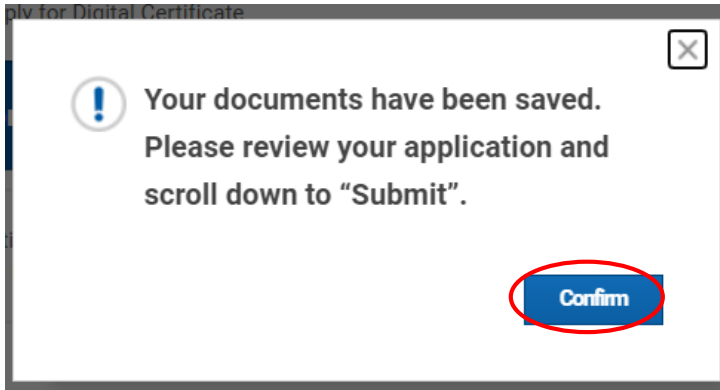 ply for Digital Certificate
Your documents have been saved.
Please review your application and
scroll down to “Submit”.
Confirm